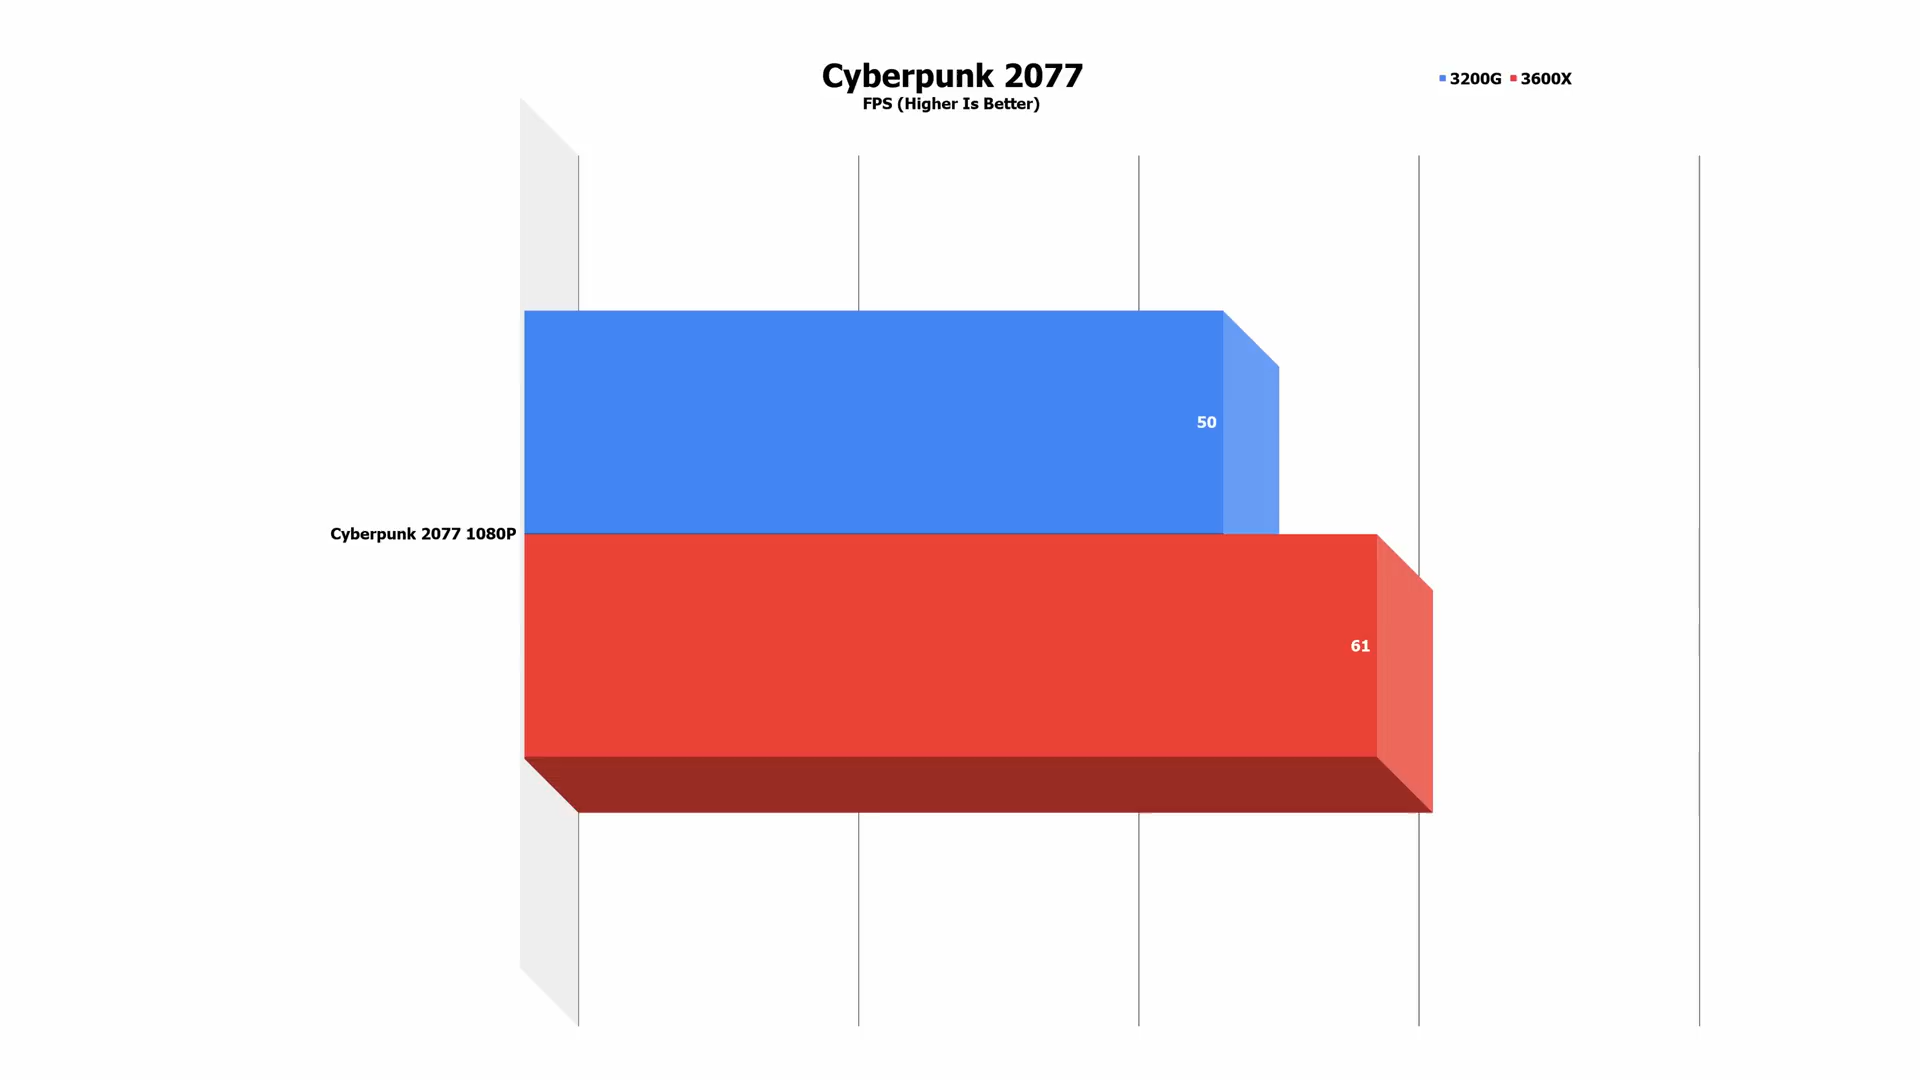 Cyberpunk 2077
FPS (Higher Is Better)
3200G 3600X
50
Cyberpunk 2077 1080P
61